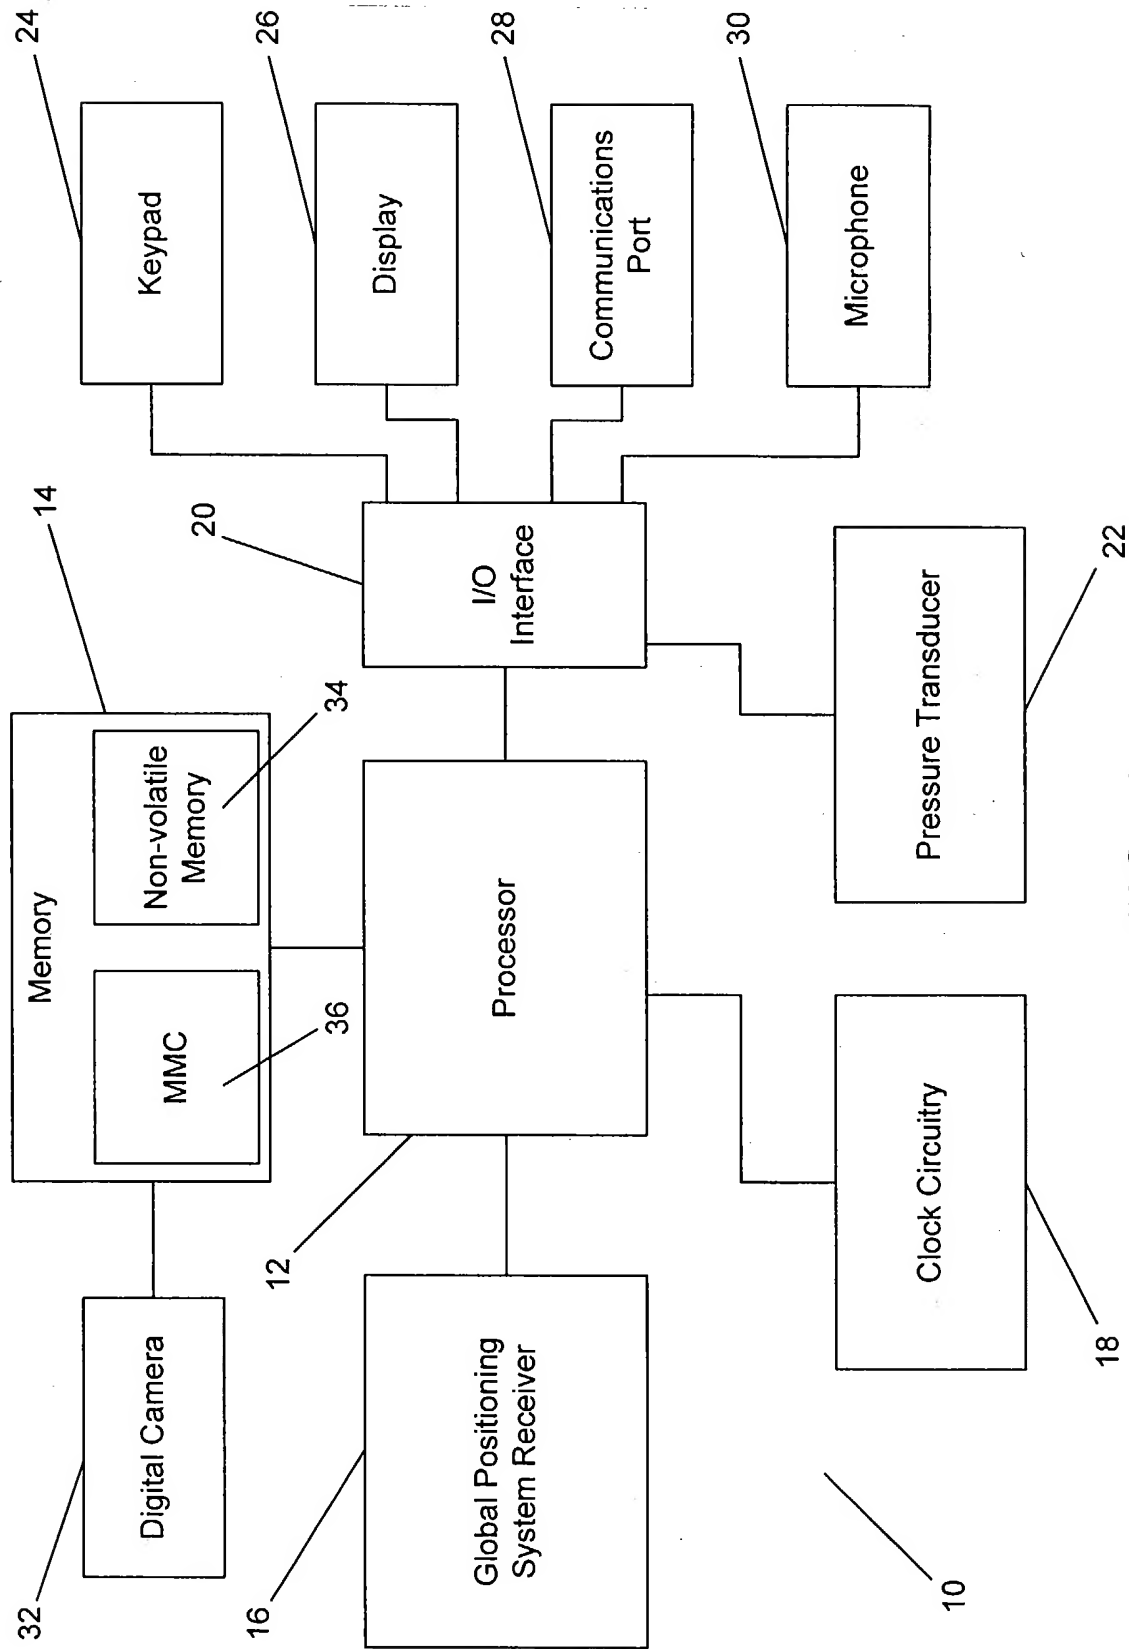 32
Memory
14
24
Digital Camera
MMC
Non-volatile
Memory
Keypad
16
12
36
34
20
26
Display
Global Positioning
System Receiver
Processor
I/O
Interface
28
Communications
Port
30
Microphone
Clock Circuitry
Pressure Transducer
10
18
22